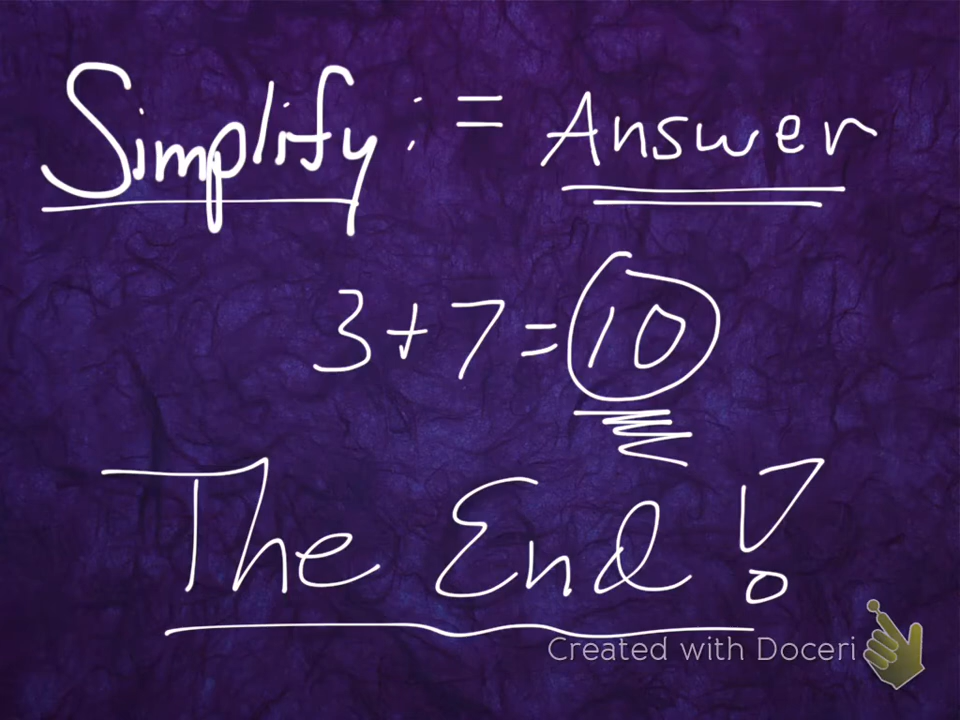 Simplify : = Answer
3+7=10
The End!
Created with Doceri